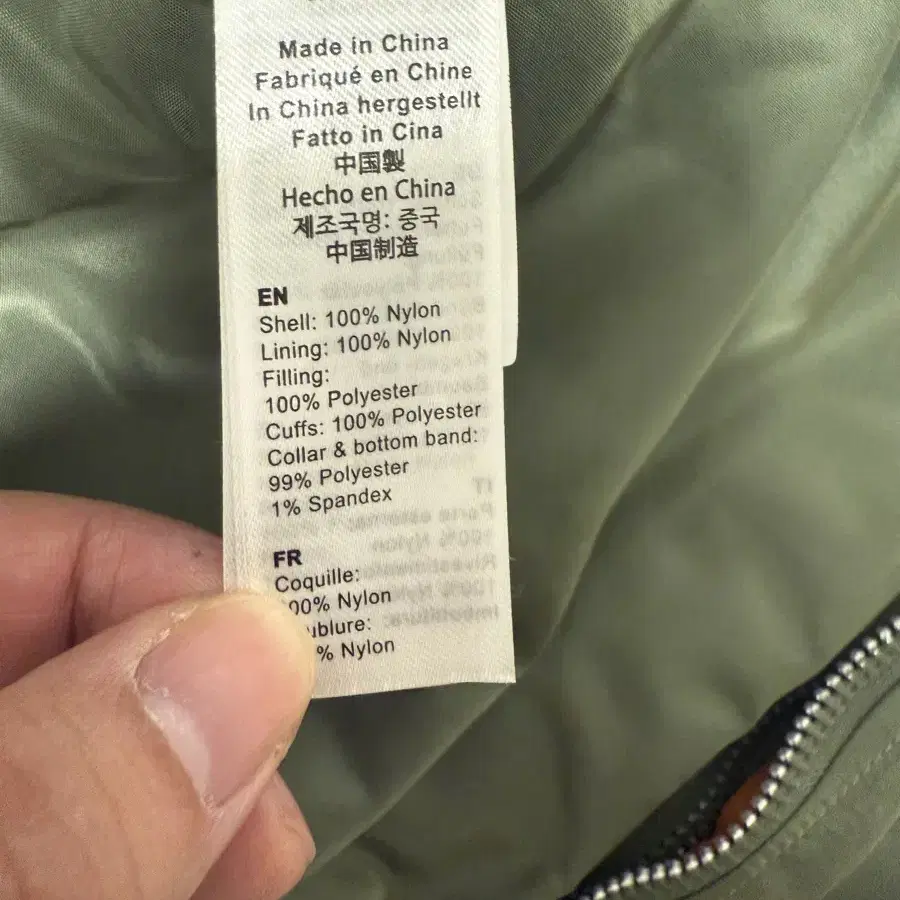 Made in China
Fabriqué en Chine
In China hergestellt
Fatto in Cina
中国製
Hecho en China
제조국명: 중국
中国制造
EN
Shell: 100% Nylon
Lining: 100% Nylon
Filling:
100% Polyester
Cuffs: 100% Polyester
Collar & bottom band:
99% Polyester
1% Spandex
FR
Coquille:
00% Nylon
% Nylon